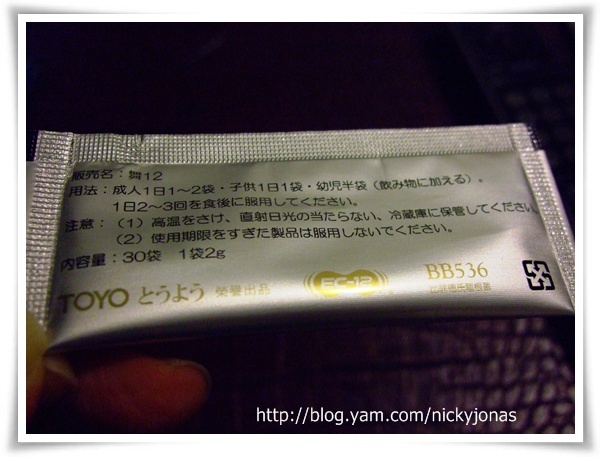 販売名：舞12
用法：成人1日1～2袋・子供1日1袋・幼児半袋（飲み物に加える）。
1日2～3回を食後に服用してください。
注意：（1）高温をさけ、直射日光の当たらない、冷蔵庫に保管してください。
（2）使用期限をすぎた製品は服用しないでください。
内容量：30袋 1袋2g
TOYO とうよう 榮譽出品
EC-12
BB536
紙
http://blog.yam.com/nickyjonas